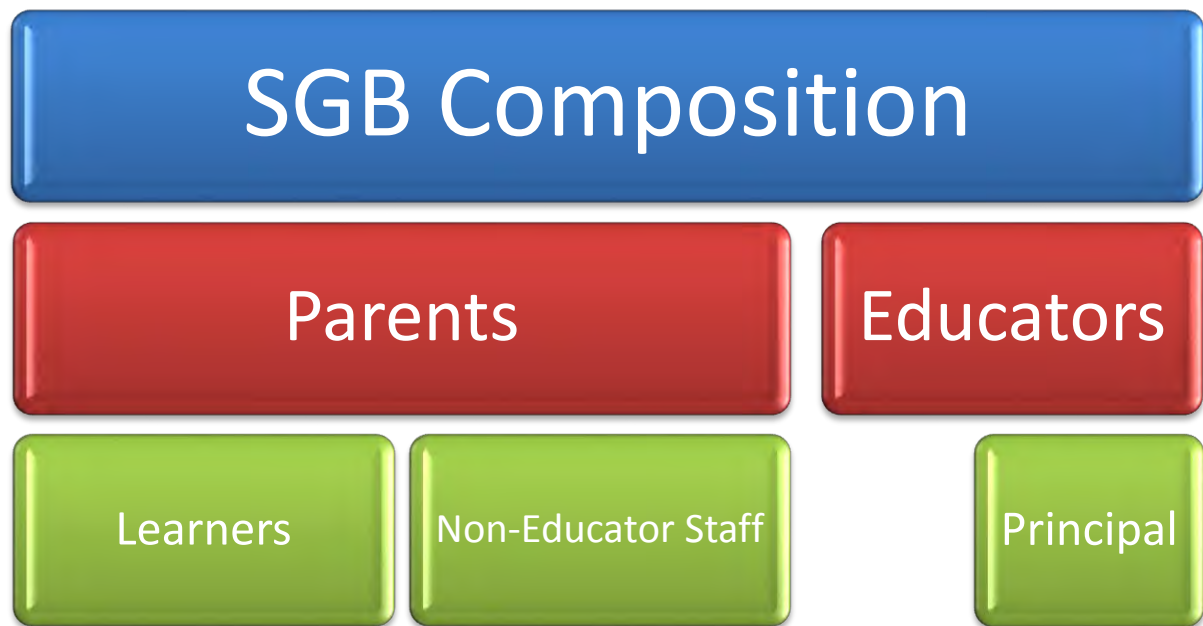 SGB Composition
Parents
Educators
Learners
Non-Educator Staff
Principal